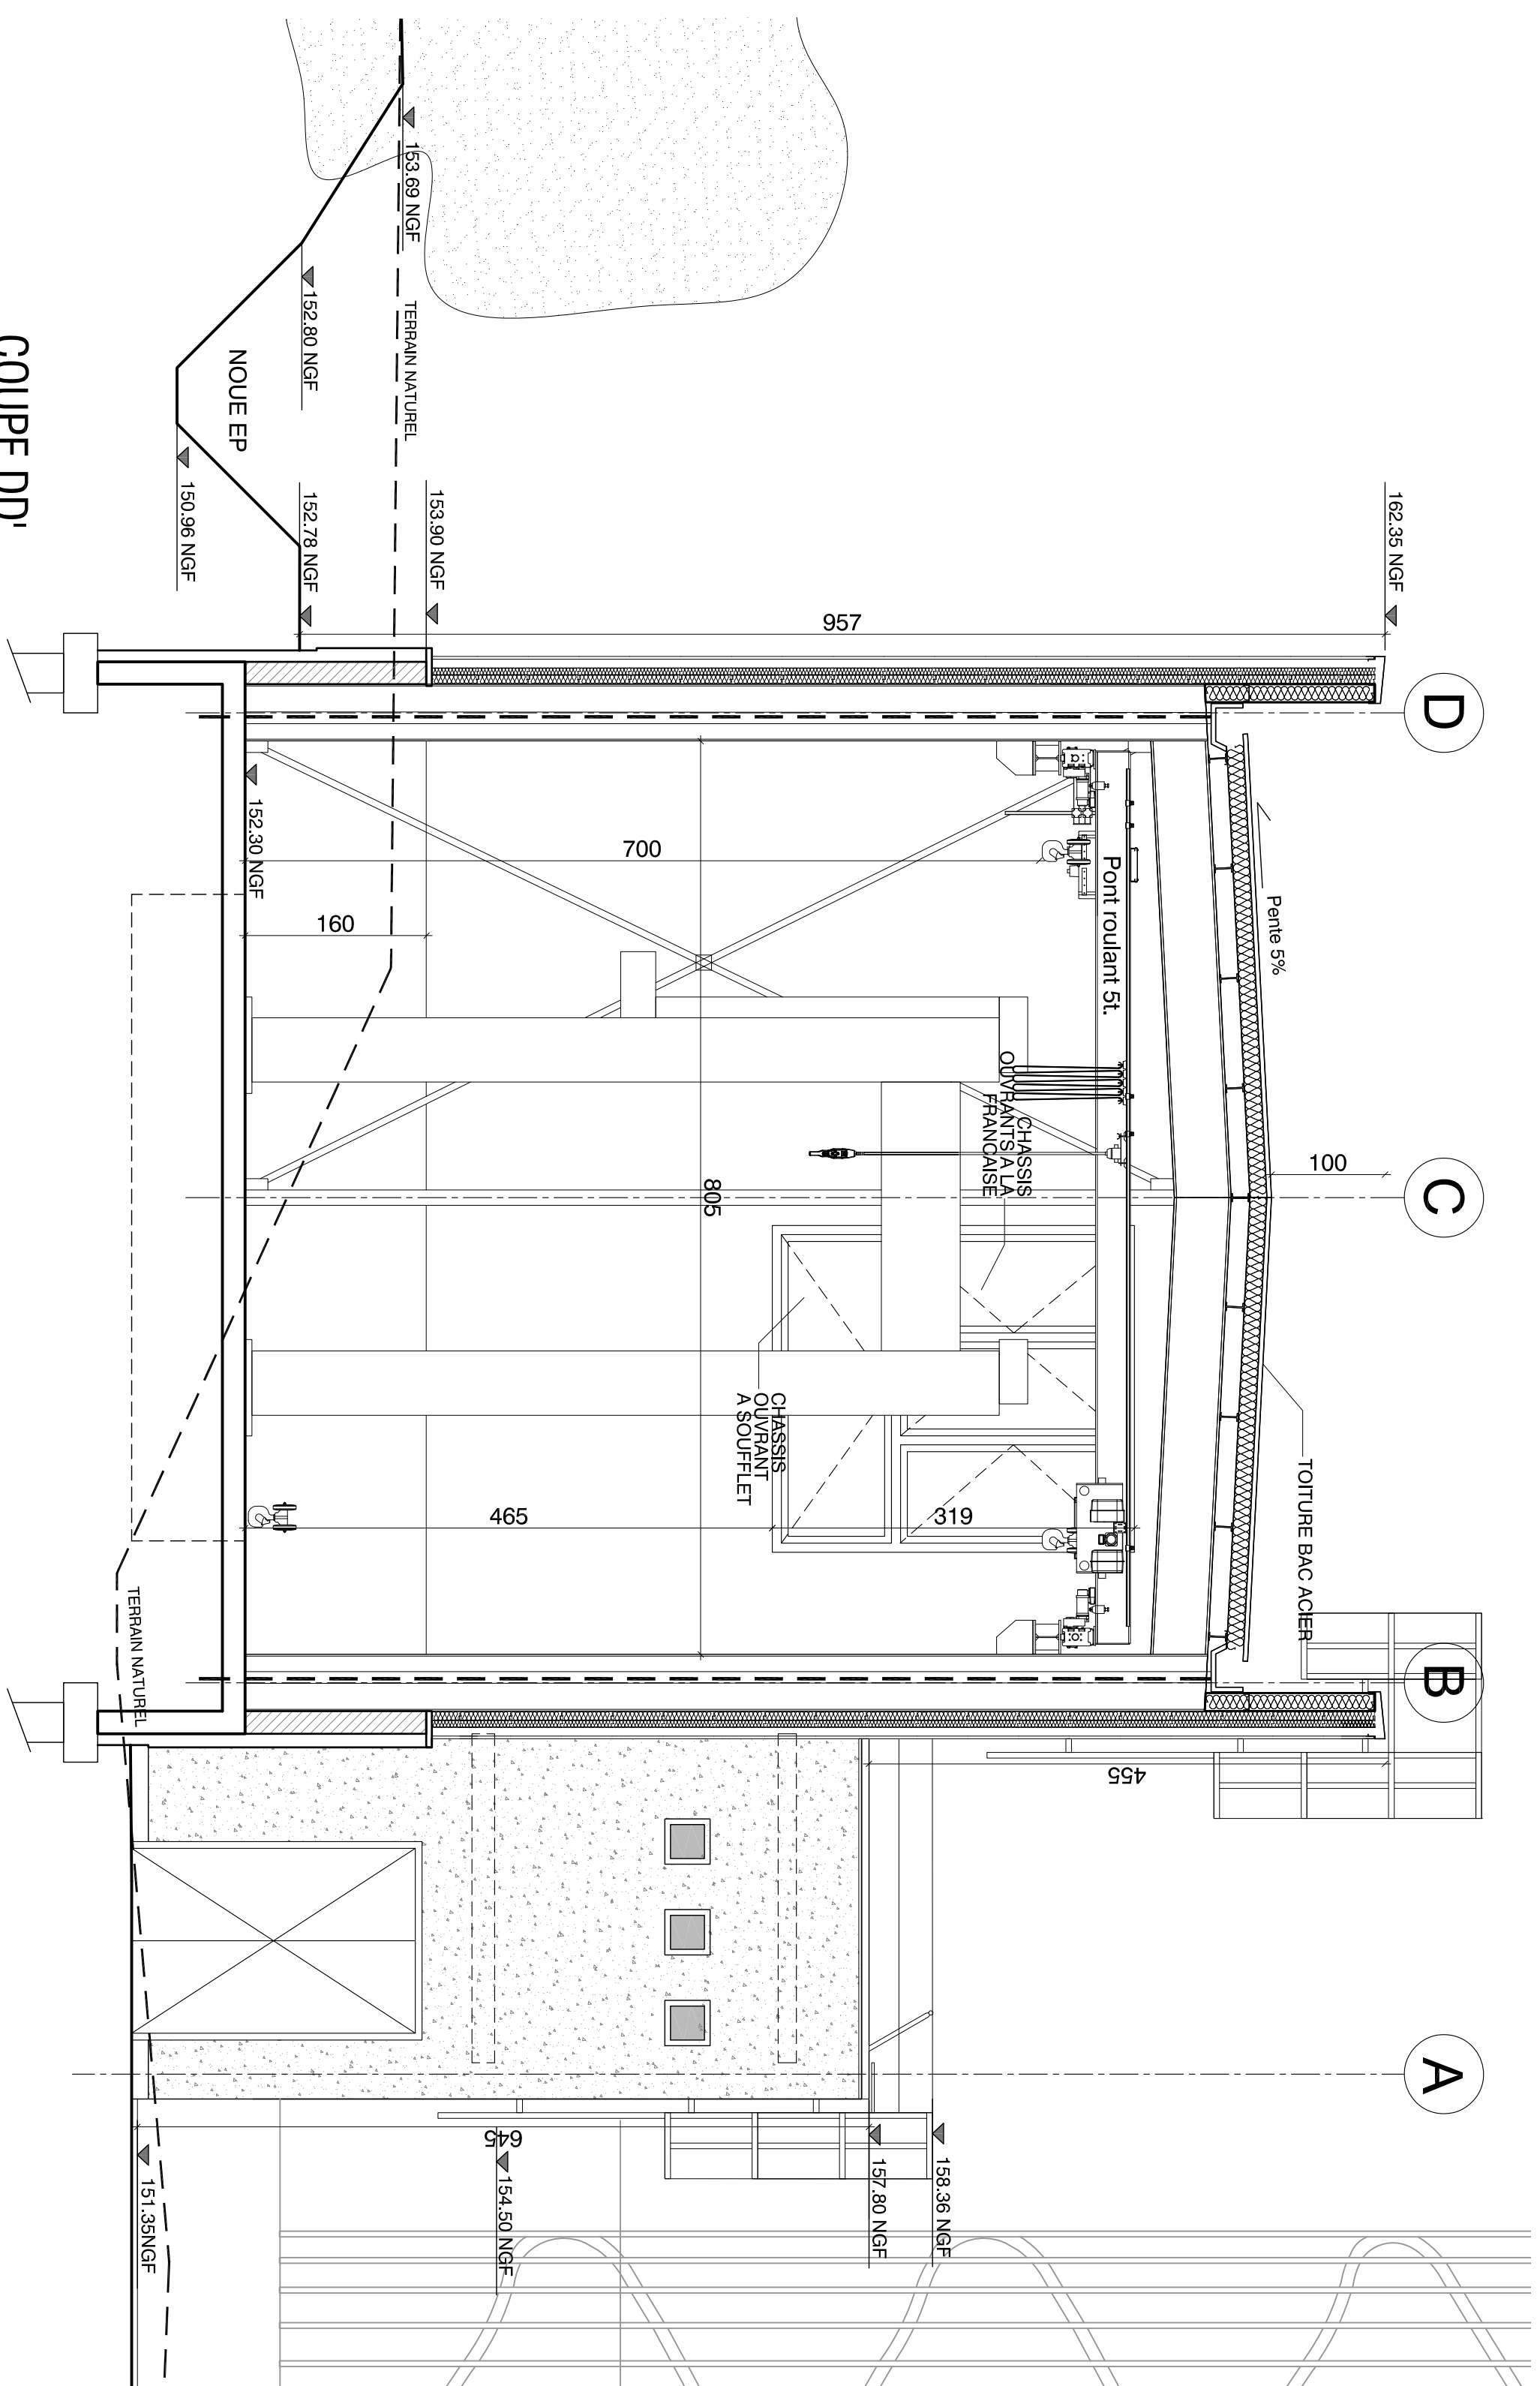 D
C
B
A
162.35 NGF
957
100
Pente 5%
TOITURE BAC ACIER
Pont roulant 5t.
CHASSIS
OUVRANTS A LA
FRANCAISE
319
455
158.36 NGF
157.80 NGF
805
CHASSIS
OUVRANT
A SOUFFLET
700
465
154.50 NGF
645
153.69 NGF
TERRAIN NATUREL
153.90 NGF
160
152.80 NGF
152.78 NGF
152.30 NGF
NOUE EP
150.96 NGF
TERRAIN NATUREL
151.35NGF
COUPE DD'